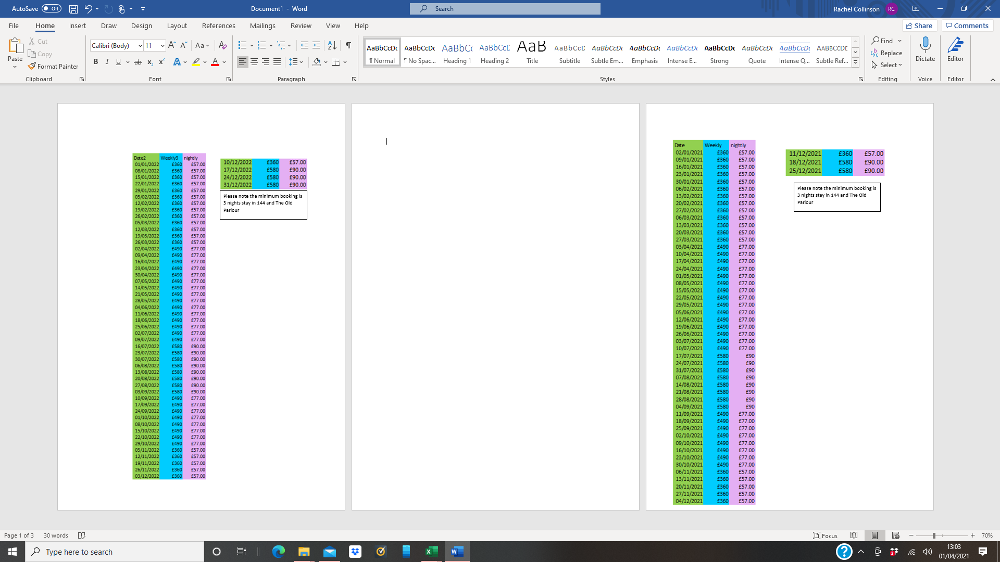 AutoSave Off Document1 - Word Search Rachel Collinson RC
File Home Insert Draw Design Layout References Mailings Review View Help Share Comments
Paste Cut Copy Format Painter
Calibri (Body) 11
AaBbCcDc AaBbCcDc AaBbC( AaBbCcE AaB AaBbCcD AaBbCcDc AaBbCcDc AaBbCcDc AaBbCcDc AaBbCcDc AaBbCcDc AABBCCDE
¶ Normal ¶ No Spac... Heading 1 Heading 2 Title Subtitle Subtle Em... Emphasis Intense E... Strong Quote Intense Q... Subtle Ref...
Find Replace Select Dictate Editor
Clipboard Font Paragraph Styles Editing Voice Editor
Date2 Weekly3 nightly
01/01/2022 £360 £57.00
08/01/2022 £360 £57.00
15/01/2022 £360 £57.00
22/01/2022 £360 £57.00
29/01/2022 £360 £57.00
05/02/2022 £360 £57.00
12/02/2022 £360 £57.00
19/02/2022 £360 £57.00
26/02/2022 £360 £57.00
05/03/2022 £360 £57.00
12/03/2022 £360 £57.00
19/03/2022 £360 £57.00
26/03/2022 £360 £57.00
02/04/2022 £490 £77.00
09/04/2022 £490 £77.00
16/04/2022 £490 £77.00
23/04/2022 £490 £77.00
30/04/2022 £490 £77.00
07/05/2022 £490 £77.00
14/05/2022 £490 £77.00
21/05/2022 £490 £77.00
28/05/2022 £490 £77.00
04/06/2022 £490 £77.00
11/06/2022 £490 £77.00
18/06/2022 £490 £77.00
25/06/2022 £490 £77.00
02/07/2022 £490 £77.00
09/07/2022 £490 £77.00
16/07/2022 £580 £90.00
23/07/2022 £580 £90.00
30/07/2022 £580 £90.00
06/08/2022 £580 £90.00
13/08/2022 £580 £90.00
20/08/2022 £580 £90.00
27/08/2022 £580 £90.00
03/09/2022 £580 £90.00
10/09/2022 £490 £77.00
17/09/2022 £490 £77.00
24/09/2022 £490 £77.00
01/10/2022 £490 £77.00
08/10/2022 £490 £77.00
15/10/2022 £490 £77.00
22/10/2022 £490 £77.00
29/10/2022 £490 £77.00
05/11/2022 £360 £57.00
12/11/2022 £360 £57.00
19/11/2022 £360 £57.00
26/11/2022 £360 £57.00
03/12/2022 £360 £57.00
10/12/2022 £360 £57.00
17/12/2022 £580 £90.00
24/12/2022 £580 £90.00
31/12/2022 £580 £90.00
Please note the minimum booking is
3 nights stay in 144 and The Old
Parlour
Date Weekly nightly
02/01/2021 £360 £57.00
09/01/2021 £360 £57.00
16/01/2021 £360 £57.00
23/01/2021 £360 £57.00
30/01/2021 £360 £57.00
06/02/2021 £360 £57.00
13/02/2021 £360 £57.00
20/02/2021 £360 £57.00
27/02/2021 £360 £57.00
06/03/2021 £360 £57.00
13/03/2021 £360 £57.00
20/03/2021 £360 £57.00
27/03/2021 £360 £57.00
03/04/2021 £490 £77.00
10/04/2021 £490 £77.00
17/04/2021 £490 £77.00
24/04/2021 £490 £77.00
01/05/2021 £490 £77.00
08/05/2021 £490 £77.00
15/05/2021 £490 £77.00
22/05/2021 £490 £77.00
29/05/2021 £490 £77.00
05/06/2021 £490 £77.00
12/06/2021 £490 £77.00
19/06/2021 £490 £77.00
26/06/2021 £490 £77.00
03/07/2021 £490 £77.00
10/07/2021 £490 £77.00
17/07/2021 £580 £90
24/07/2021 £580 £90
31/07/2021 £580 £90
07/08/2021 £580 £90
14/08/2021 £580 £90
21/08/2021 £580 £90
28/08/2021 £580 £90
04/09/2021 £580 £90
11/09/2021 £490 £77.00
18/09/2021 £490 £77.00
25/09/2021 £490 £77.00
02/10/2021 £490 £77.00
09/10/2021 £490 £77.00
16/10/2021 £490 £77.00
23/10/2021 £490 £77.00
30/10/2021 £490 £77.00
06/11/2021 £360 £57.00
13/11/2021 £360 £57.00
20/11/2021 £360 £57.00
27/11/2021 £360 £57.00
04/12/2021 £360 £57.00
11/12/2021 £360 £57.00
18/12/2021 £580 £90.00
25/12/2021 £580 £90.00
Please note the minimum booking is
3 nights stay in 144 and The Old
Parlour
Page 1 of 3 30 words Focus 70%
Type here to search 13:03
01/04/2021